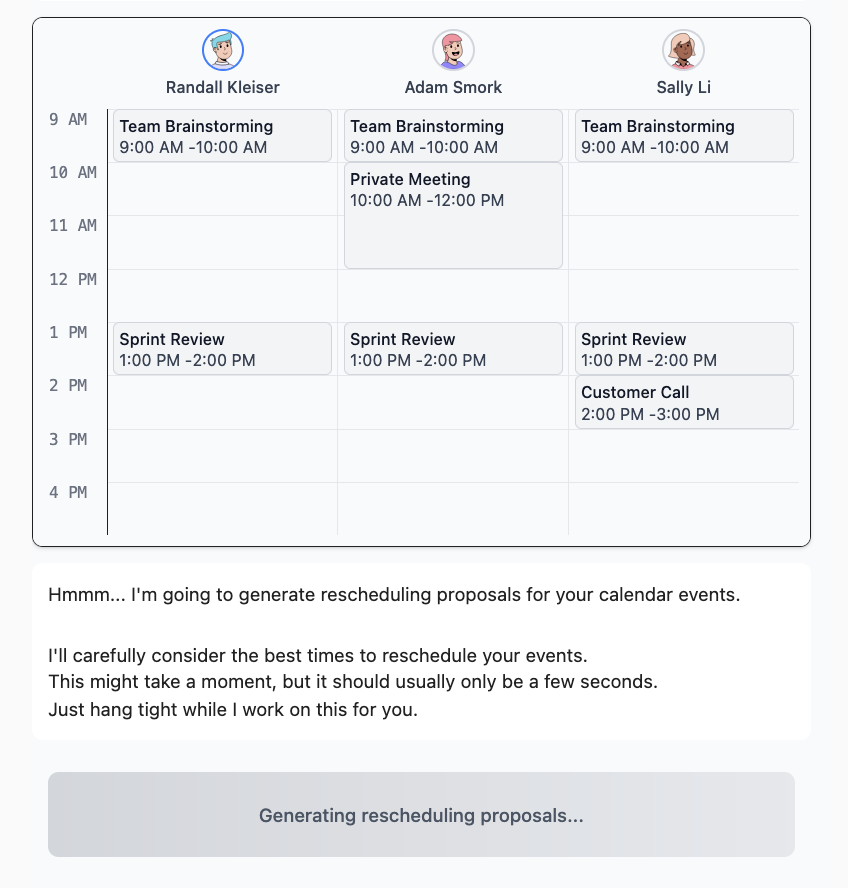 Randall Kleiser
Adam Smork
Sally Li
9 AM
Team Brainstorming
9:00 AM -10:00 AM
Team Brainstorming
9:00 AM -10:00 AM
Team Brainstorming
9:00 AM -10:00 AM
10 AM
Private Meeting
10:00 AM -12:00 PM
11 AM
12 PM
1 PM
Sprint Review
1:00 PM -2:00 PM
Sprint Review
1:00 PM -2:00 PM
Sprint Review
1:00 PM -2:00 PM
2 PM
Customer Call
2:00 PM -3:00 PM
3 PM
4 PM
Hmmm... I'm going to generate rescheduling proposals for your calendar events.
I'll carefully consider the best times to reschedule your events.
This might take a moment, but it should usually only be a few seconds.
Just hang tight while I work on this for you.
Generating rescheduling proposals...